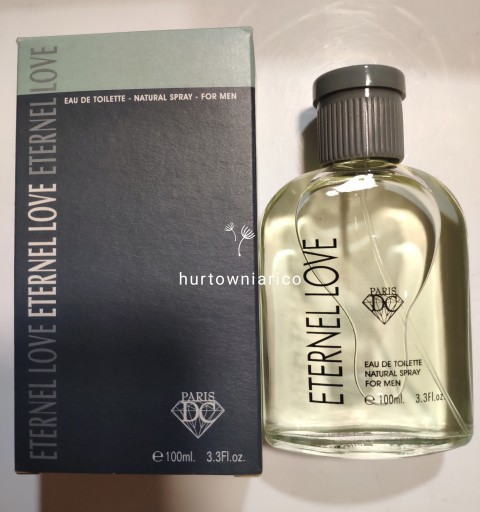 ETERNEL LOVE ETERNEL LOVE ETERNEL LOVE
EAU DE TOILETTE - NATURAL SPRAY - FOR MEN
PARIS
DC
e 100ml. 3.3Fl.oz.
hurtowniarico
ETERNEL LOVE
PARIS
DC
EAU DE TOILETTE
NATURAL SPRAY
FOR MEN
e 100ml. 3.3Fl.oz.